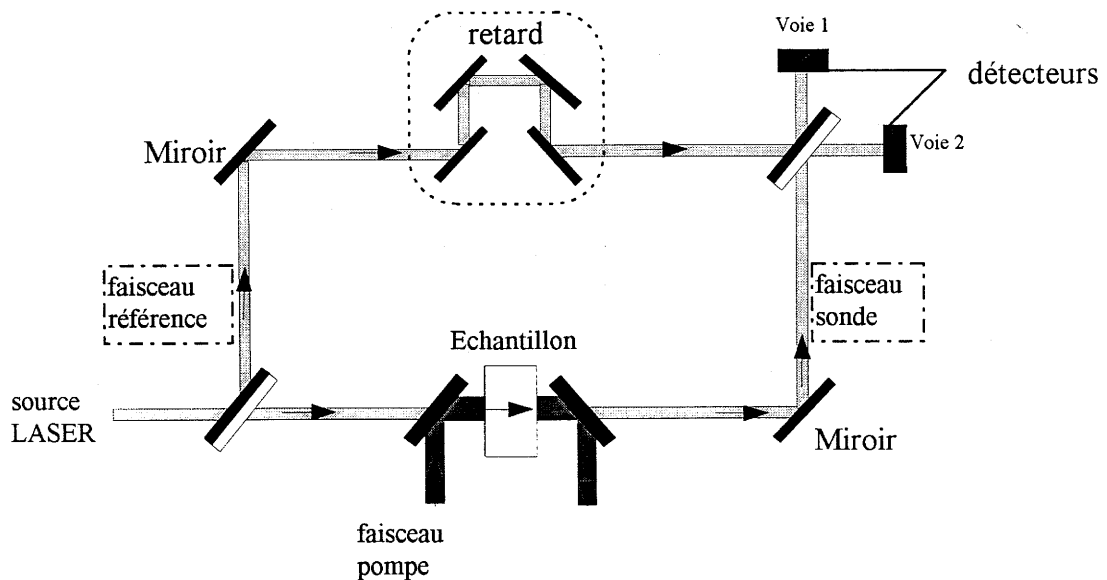 retard
Voie 1
détecteurs
Miroir
Voie 2
faisceau
référence
faisceau
sonde
Echantillon
source
LASER
Miroir
faisceau
pompe